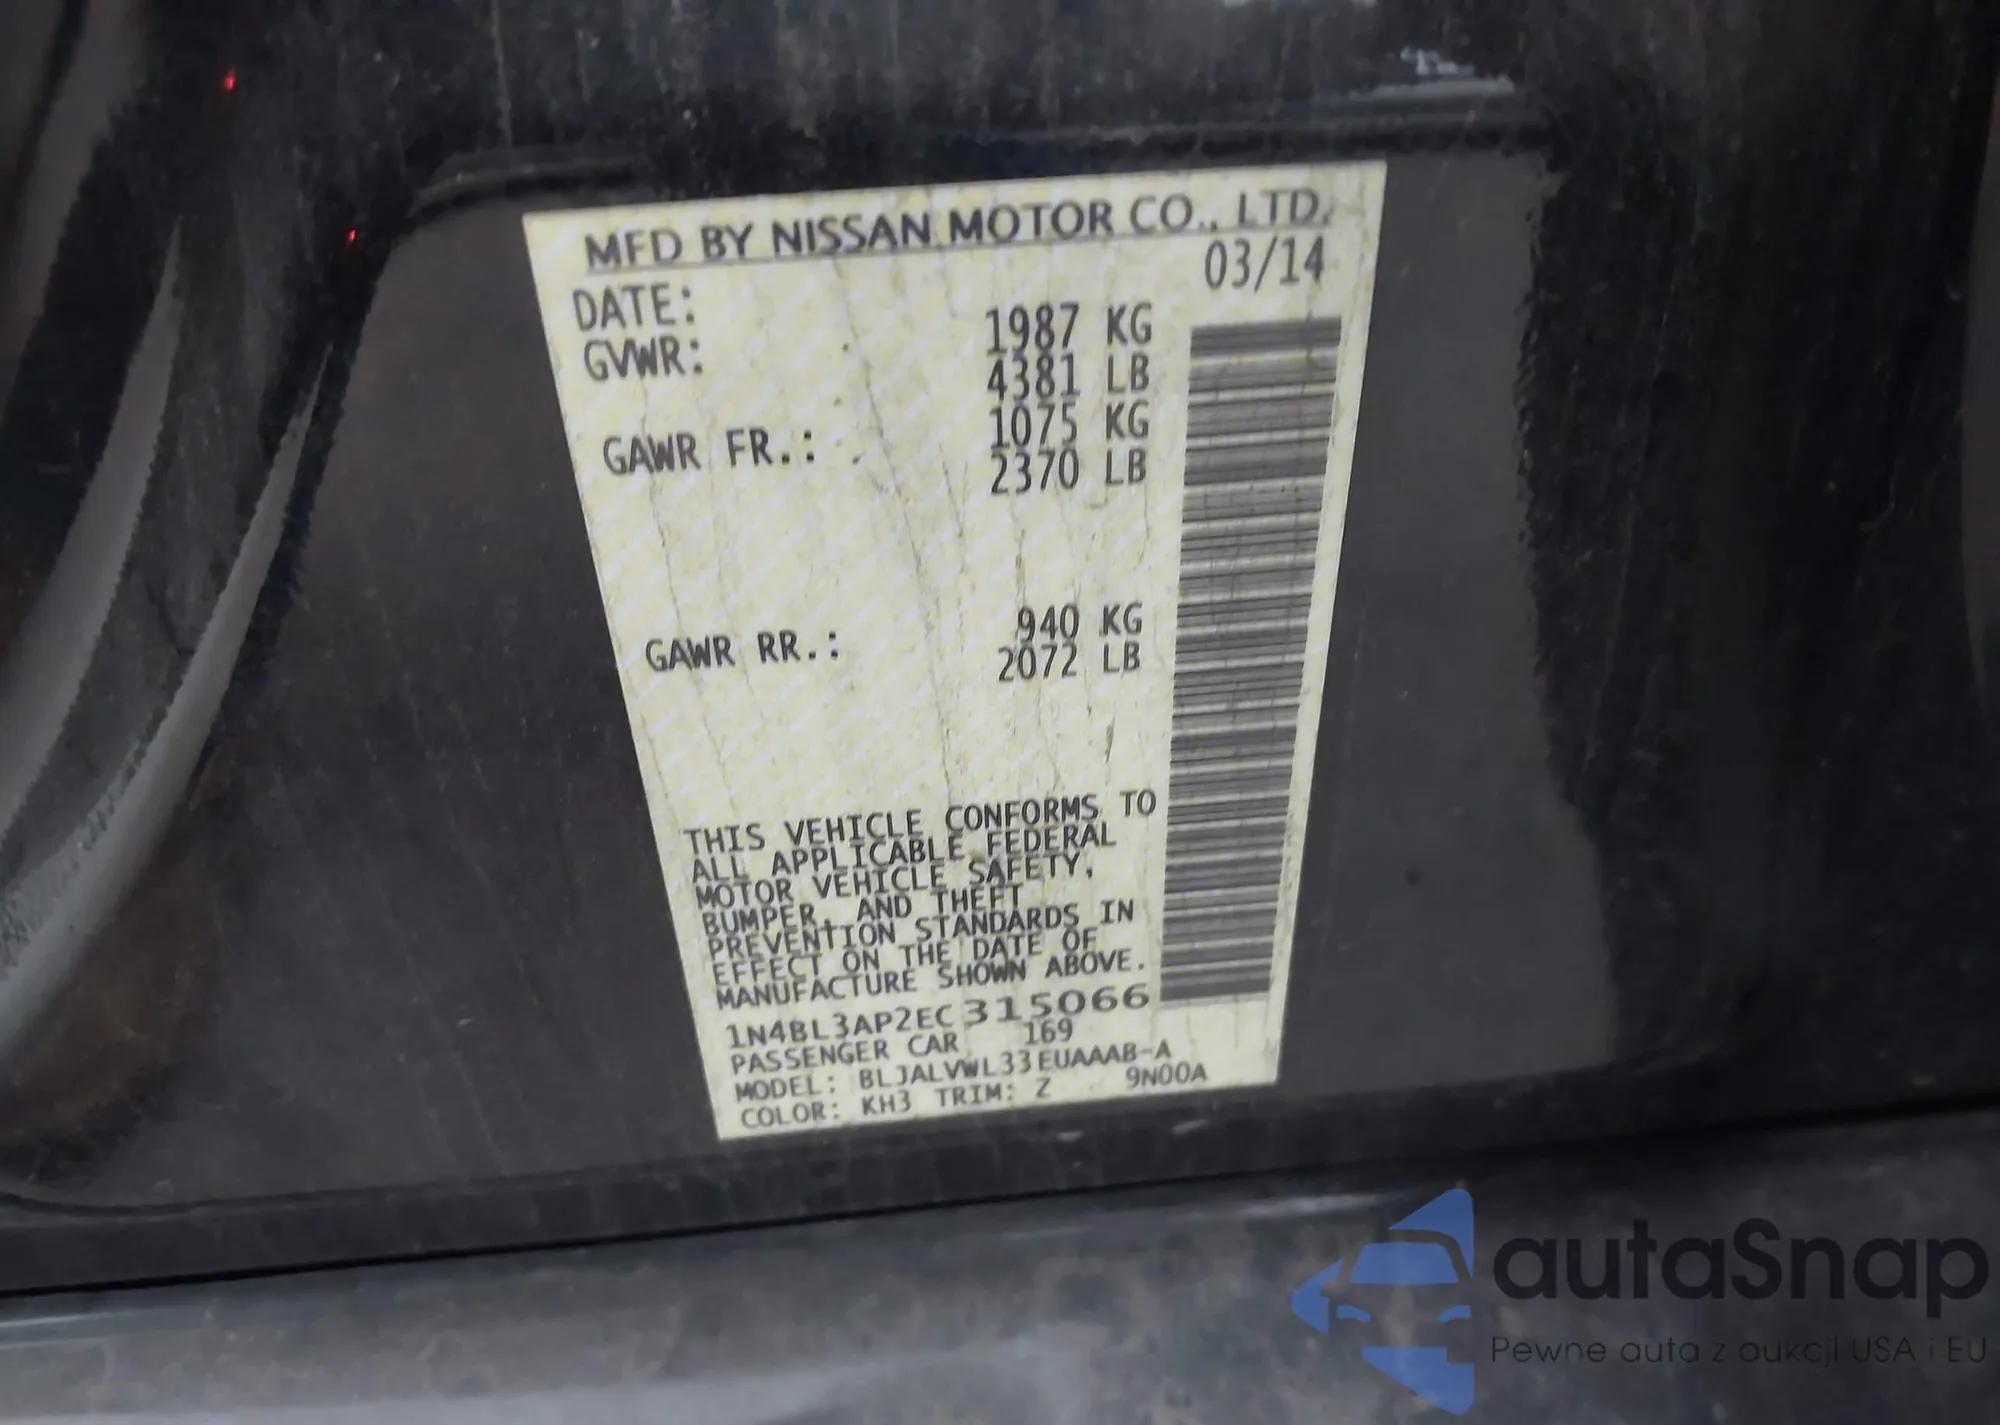 MFD BY NISSAN MOTOR CO., LTD.
DATE: 03/14
GVWR: 1987 KG
4381 LB
GAWR FR.: 1075 KG
2370 LB
GAWR RR.: 940 KG
2072 LB
THIS VEHICLE CONFORMS TO
ALL APPLICABLE FEDERAL
MOTOR VEHICLE SAFETY,
BUMPER, AND THEFT
PREVENTION STANDARDS IN
EFFECT ON THE DATE OF
MANUFACTURE SHOWN ABOVE.
1N4BL3AP2EC315066
PASSENGER CAR 169
MODEL: BLJALVWL33EUAAAB-A
COLOR: KH3 TRIM: Z 9N00A
autaSnap
Pewne auta z aukcji USA i EU